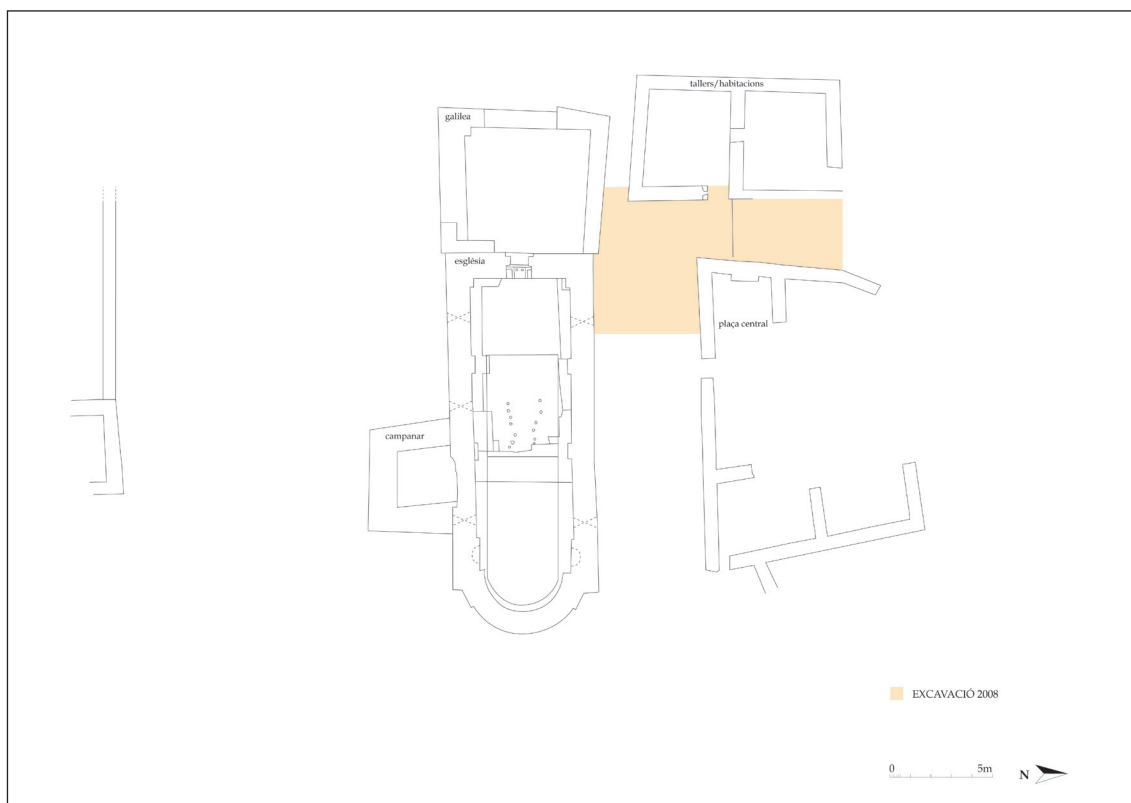 tallers/habitacions
galilea
església
plaça central
campanar
EXCAVACIÓ 2008
0 5m
N